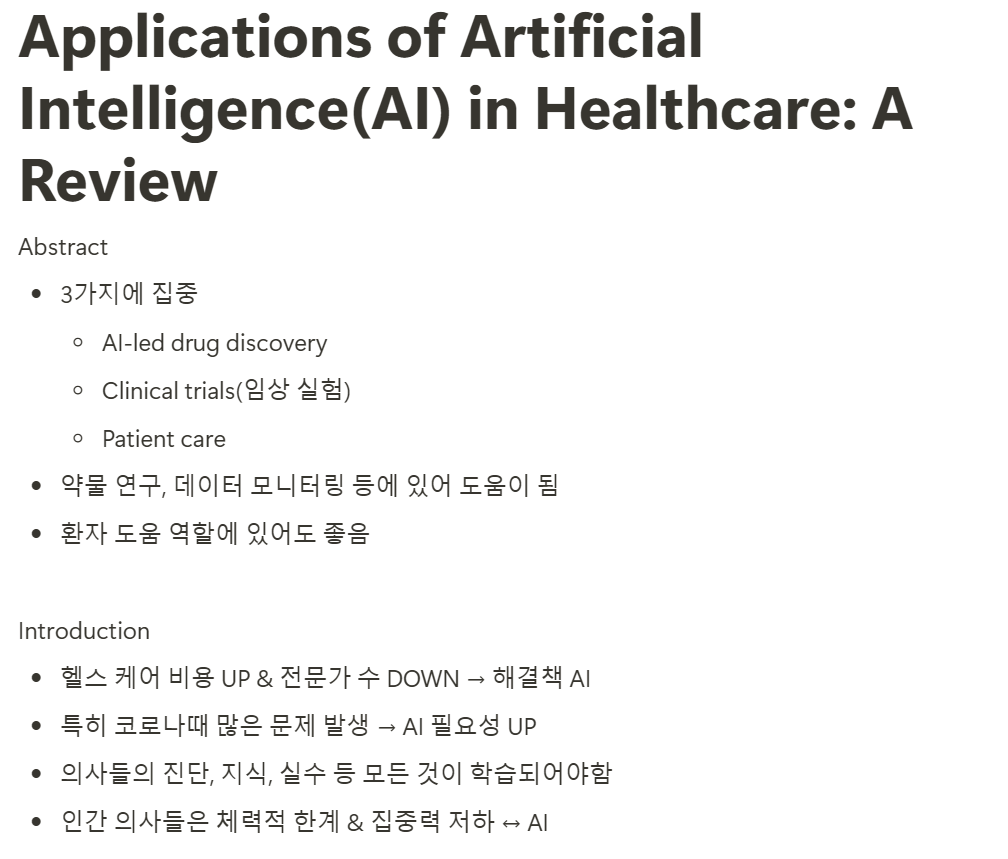 Applications of Artificial
Intelligence(AI) in Healthcare: A
Review
Abstract
• 3가지에 집중
◦ AI-led drug discovery
◦ Clinical trials(임상 실험)
◦ Patient care
• 약물 연구, 데이터 모니터링 등에 있어 도움이 됨
• 환자 도움 역할에 있어도 좋음
Introduction
• 헬스 케어 비용 UP & 전문가 수 DOWN → 해결책 AI
• 특히 코로나때 많은 문제 발생 → AI 필요성 UP
• 의사들의 진단, 지식, 실수 등 모든 것이 학습되어야함
• 인간 의사들은 체력적 한계 & 집중력 저하 ↔ AI